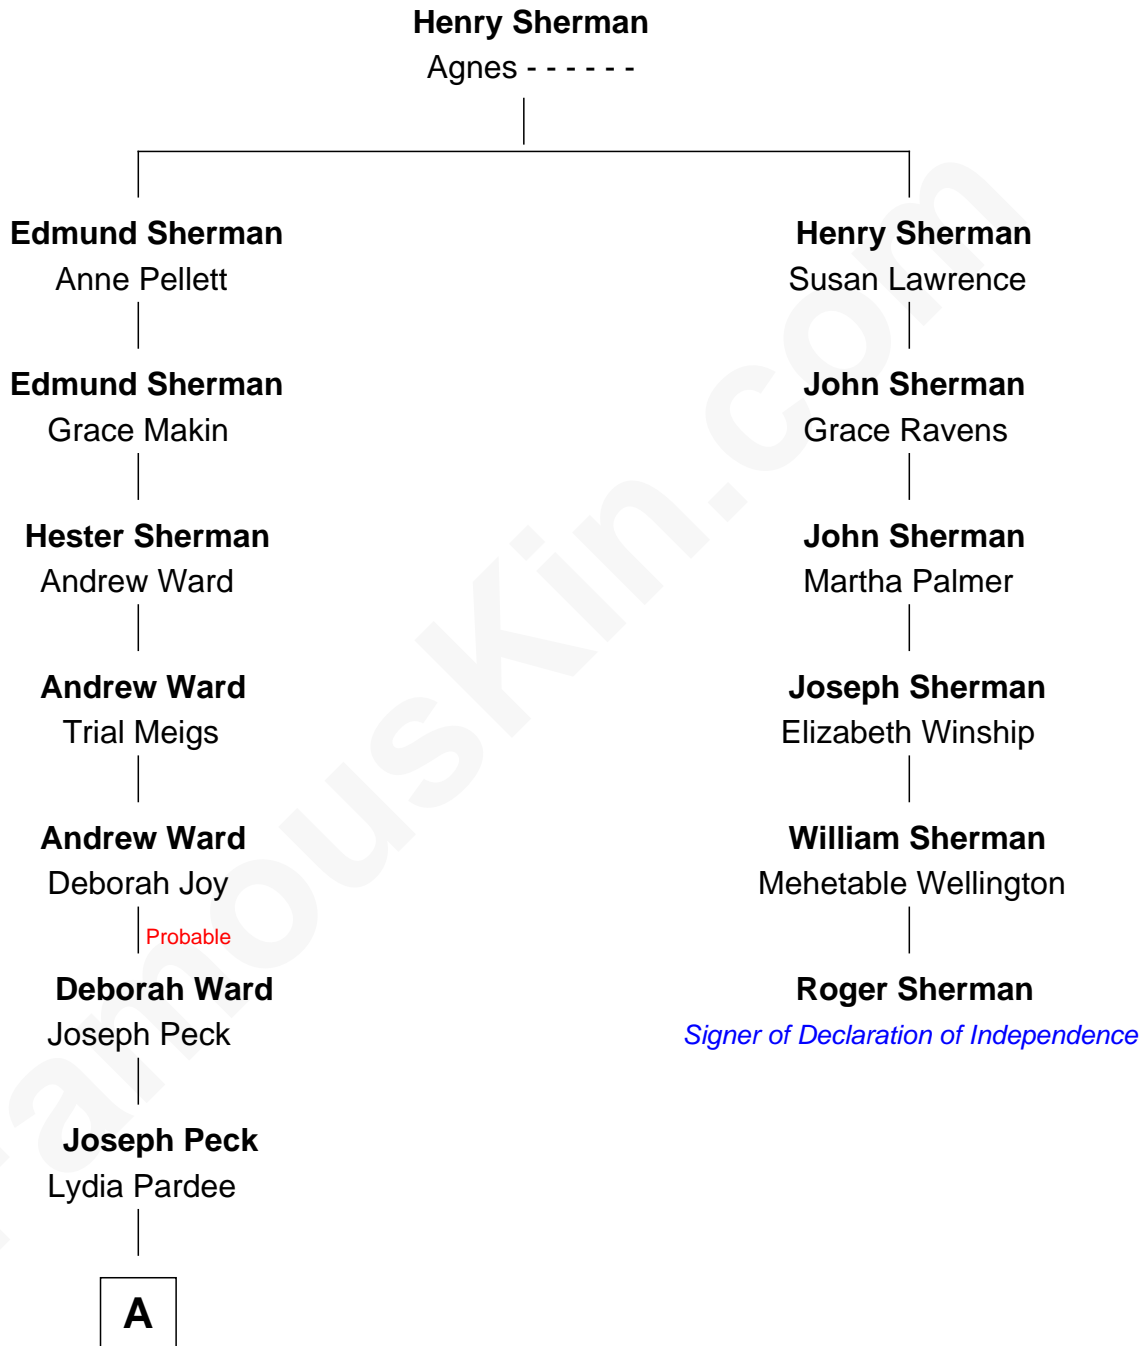 Henry Sherman
Agnes - - - - - -
Edmund Sherman
Anne Pellett
Henry Sherman
Susan Lawrence
Edmund Sherman
Grace Makin
John Sherman
Grace Ravens
Hester Sherman
Andrew Ward
John Sherman
Martha Palmer
Andrew Ward
Trial Meigs
Joseph Sherman
Elizabeth Winship
Andrew Ward
Deborah Joy
William Sherman
Mehetable Wellington
Probable
Deborah Ward
Joseph Peck
Roger Sherman
Signer of Declaration of Independence
Joseph Peck
Lydia Pardee
A
FamousKin.com